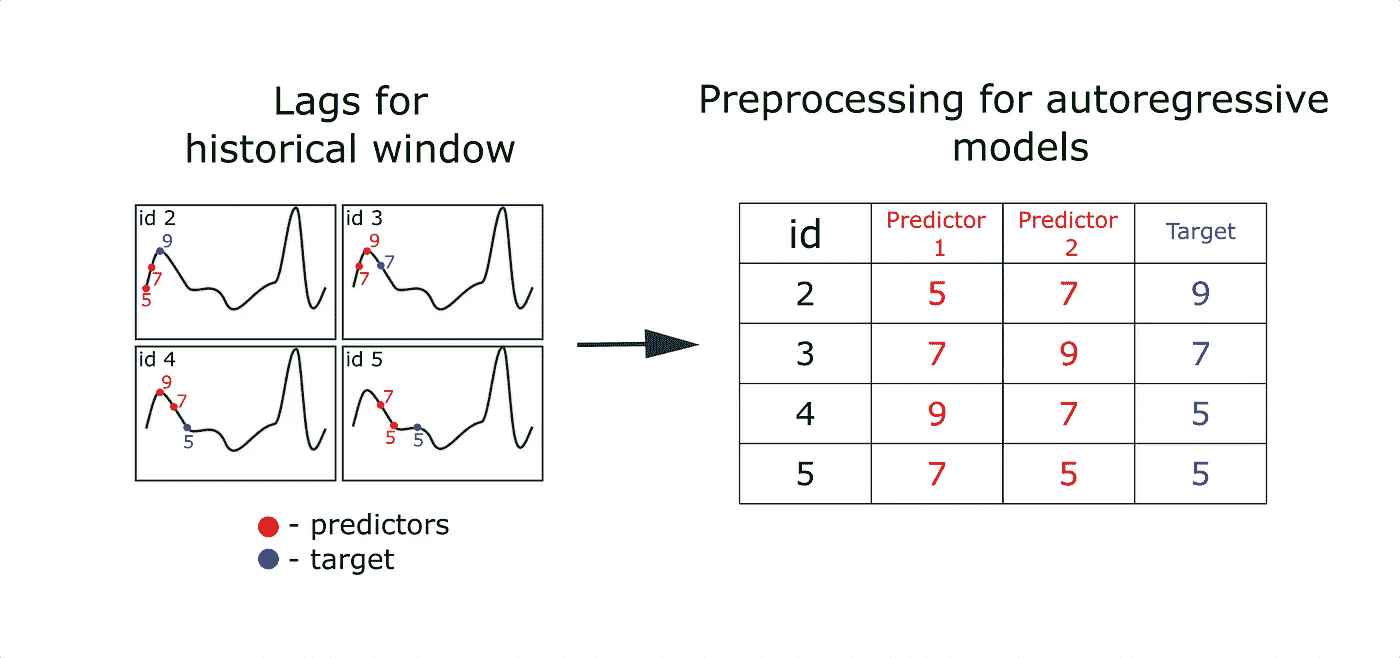 Lags for
historical window
id 2
9
7
5
id 3
9
7
7
id 4
9
7
5
id 5
7
5
5
- predictors
- target
Preprocessing for autoregressive
models
id Predictor 1 Predictor 2 Target
2 5 7 9
3 7 9 7
4 9 7 5
5 7 5 5